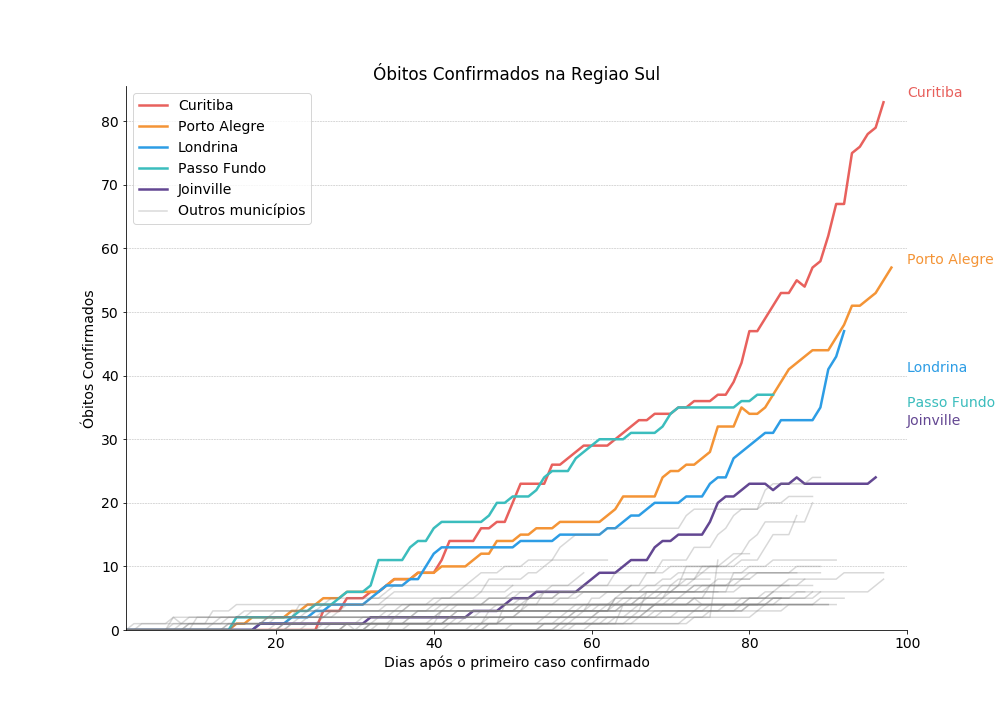 Óbitos Confirmados na Regiao Sul
Curitiba
Porto Alegre
Londrina
Passo Fundo
Joinville
Outros municípios
Curitiba
Porto Alegre
Londrina
Passo Fundo
Joinville
Óbitos Confirmados
80
70
60
50
40
30
20
10
0
20
40
60
80
100
Dias após o primeiro caso confirmado